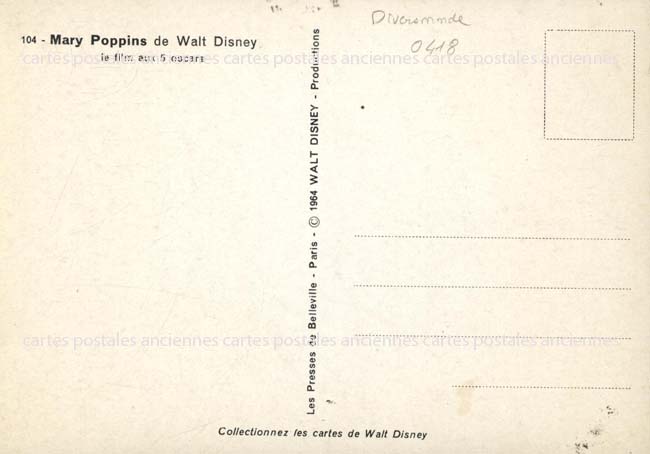 Diversmonde
0418
104 - Mary Poppins de Walt Disney
le film aux 5 oscars
cartes postales anciennes cartes postales anciennes cartes postales anciennes
Les Presses de Belleville - Paris - © 1964 WALT DISNEY - Productions
cartes postales anciennes cartes postales anciennes cartes postales anciennes
Collectionnez les cartes de Walt Disney